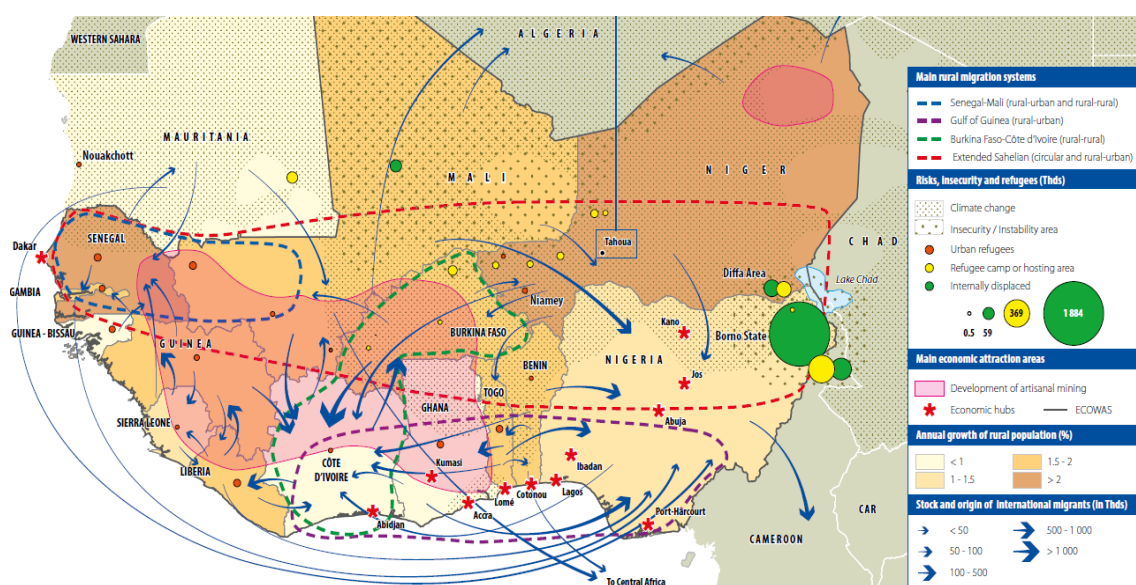 WESTERN SAHARA
ALGERIA
MAURITANIA
Nouakchott
MALI
NIGER
CHAD
Tahoua
Dakar
SENEGAL
GAMBIA
GUINEA - BISSAU
GUINEA
SIERRA LEONE
LIBERIA
CÔTE
D'IVOIRE
BURKINA FASO
GHANA
TOGO
BENIN
Niamey
NIGERIA
Diffa Area
Lake Chad
Borno State
Kano
Jos
Abuja
Ibadan
Lagos
Cotonou
Lomé
Accra
Kumasi
Abidjan
Port-Hàrcourt
CAMEROON
CAR
To Central Africa
Main rural migration systems
Senegal-Mali (rural-urban and rural-rural)
Gulf of Guinea (rural-urban)
Burkina Faso-Côte d'Ivoire (rural-rural)
Extended Sahelian (circular and rural-urban)
Risks, insecurity and refugees (Thds)
Climate change
Insecurity / Instability area
Urban refugees
Refugee camp or hosting area
Internally displaced
0.5 59 369 1 884
Main economic attraction areas
Development of artisanal mining
Economic hubs ECOWAS
Annual growth of rural population (%)
< 1 1.5 - 2
1 - 1.5 > 2
Stock and origin of international migrants (in Thds)
< 50 500 - 1 000
50 - 100 > 1 000
100 - 500